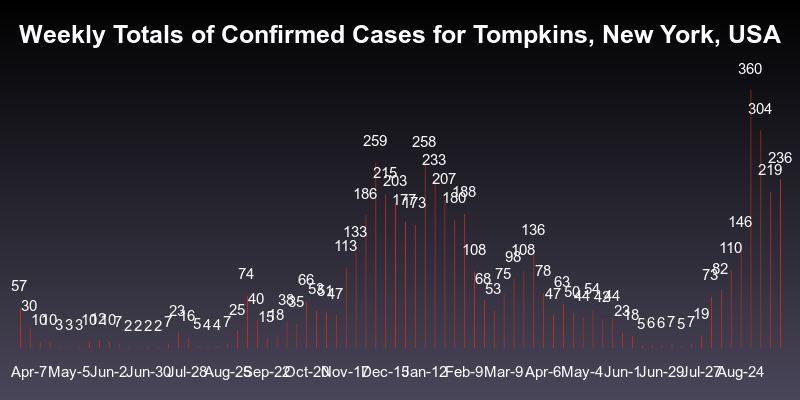 Weekly Totals of Confirmed Cases for Tompkins, New York, USA
57 30 10 10 3 3 3 10 12 10 7 2 2 2 2 7 23 16 5 4 4 7 25 74 40 15 18 38 35 66 53 51 47 113 133 186 259 215 203 177 173 258 233 207 180 188 108 68 53 75 98 108 136 78 47 63 50 44 54 42 44 23 18 5 6 6 7 5 7 19 73 82 110 146 360 304 219 236
Apr-7 May-5 Jun-2 Jun-30 Jul-28 Aug-25 Sep-22 Oct-20 Nov-17 Dec-15 Jan-12 Feb-9 Mar-9 Apr-6 May-4 Jun-1 Jun-29 Jul-27 Aug-24